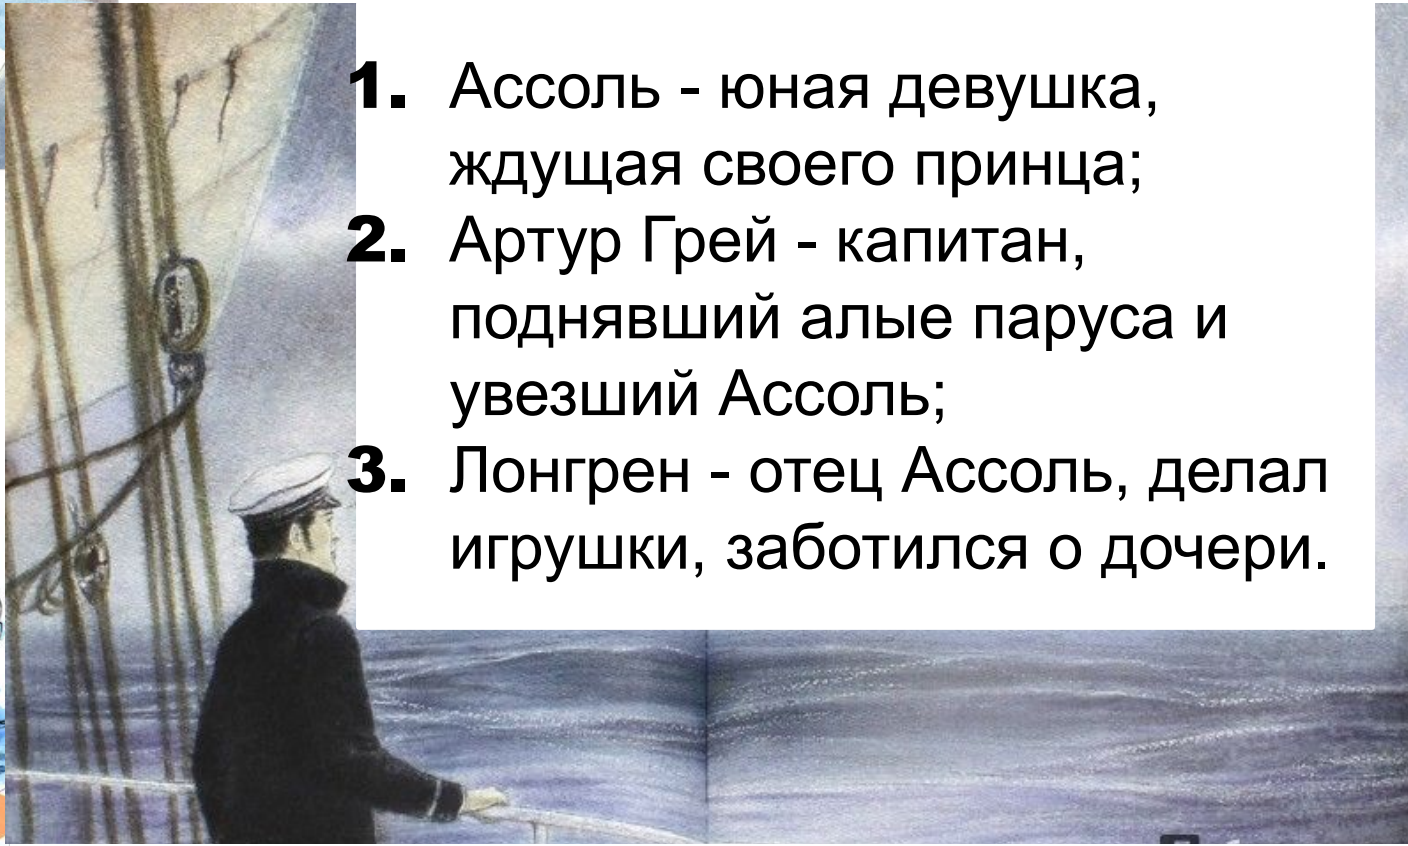 1. Ассоль - юная девушка,
ждущая своего принца;
2. Артур Грей - капитан,
поднявший алые паруса и
увезший Ассоль;
3. Лонгрен - отец Ассоль, делал
игрушки, заботился о дочери.